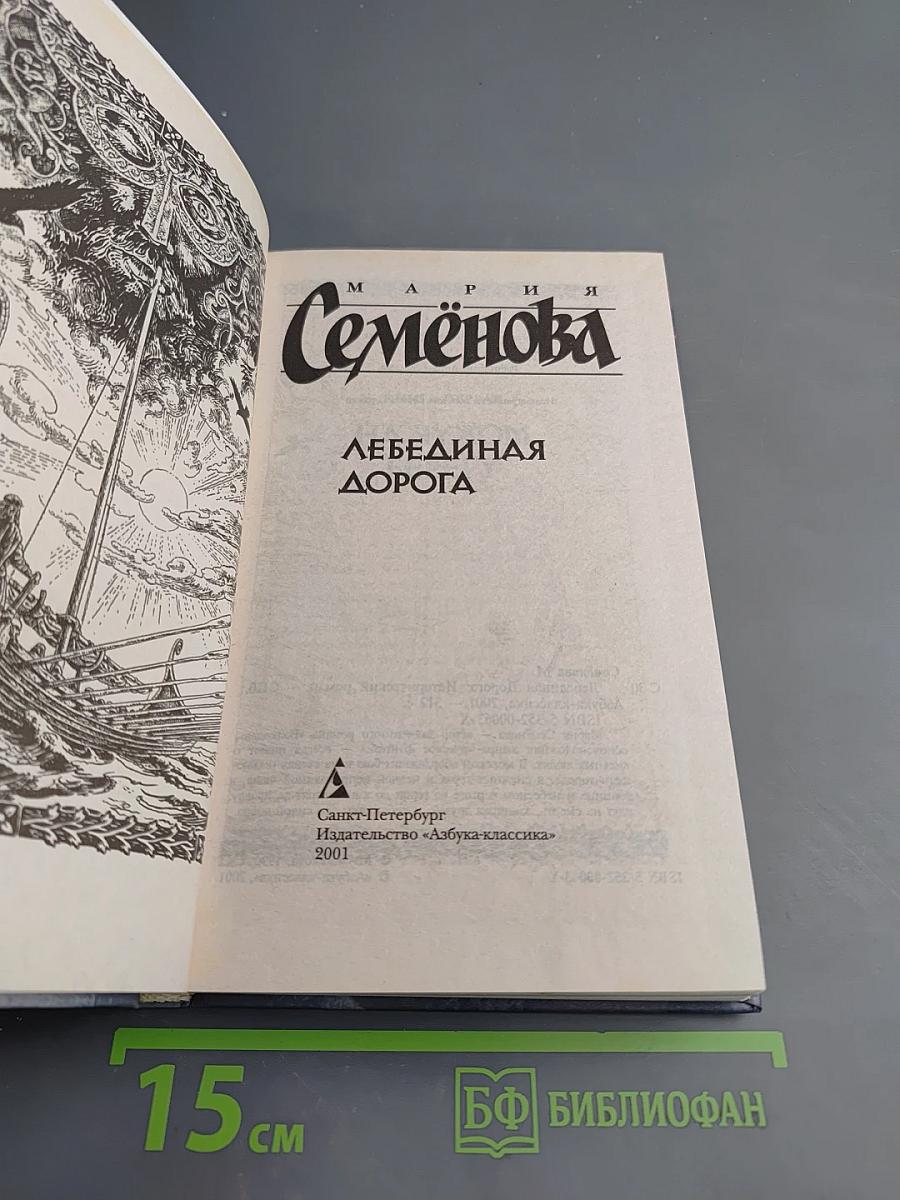 МАРИЯ
Семёнова
ЛЕБЕДИНАЯ
ДОРОГА
Санкт-Петербург
Издательство «Азбука-классика»
2001
15 см
БФ БИБЛИОФАН